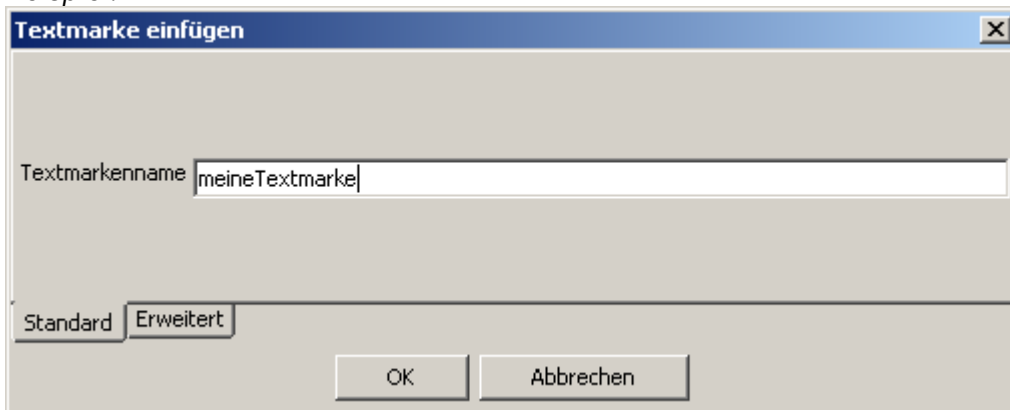 Textmarke einfügen
Textmarkenname meineTextmarke
Standard Erweitert
OK Abbrechen